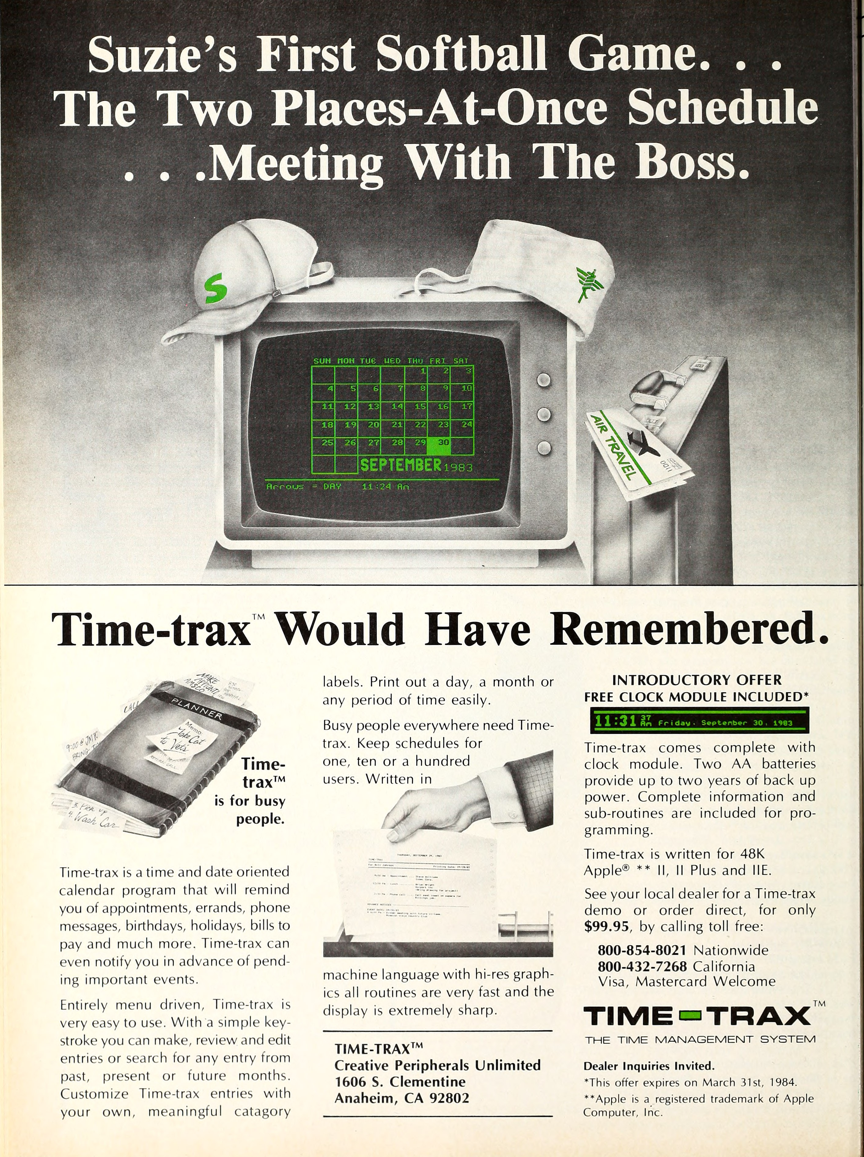 Suzie's First Softball Game. . .
The Two Places-At-Once Schedule
. . .Meeting With The Boss.
S
SUN MON TUE WED THU FRI SAT
1 2 3
4 5 6 7 8 9 10
11 12 13 14 15 16 17
18 19 20 21 22 23 24
25 26 27 28 29 30
SEPTEMBER 1983
Arrows = DAY 11:24 Am
AIR TRAVEL
Time-trax™ Would Have Remembered.
PLANNER
Take Cat
to Vets
Wash Car
Time-
trax™
is for busy
people.
Time-trax is a time and date oriented
calendar program that will remind
you of appointments, errands, phone
messages, birthdays, holidays, bills to
pay and much more. Time-trax can
even notify you in advance of pend-
ing important events.
Entirely menu driven, Time-trax is
very easy to use. With a simple key-
stroke you can make, review and edit
entries or search for any entry from
past, present or future months.
Customize Time-trax entries with
your own, meaningful catagory
labels. Print out a day, a month or
any period of time easily.
Busy people everywhere need Time-
trax. Keep schedules for
one, ten or a hundred
users. Written in
machine language with hi-res graph-
ics all routines are very fast and the
display is extremely sharp.
TIME-TRAX™
Creative Peripherals Unlimited
1606 S. Clementine
Anaheim, CA 92802
INTRODUCTORY OFFER
FREE CLOCK MODULE INCLUDED*
11:31 37 Am Friday, September 30, 1983
Time-trax comes complete with
clock module. Two AA batteries
provide up to two years of back up
power. Complete information and
sub-routines are included for pro-
gramming.
Time-trax is written for 48K
Apple® ** II, II Plus and IIE.
See your local dealer for a Time-trax
demo or order direct, for only
$99.95, by calling toll free:
800-854-8021 Nationwide
800-432-7268 California
Visa, Mastercard Welcome
TIME-TRAX™
THE TIME MANAGEMENT SYSTEM
Dealer Inquiries Invited.
*This offer expires on March 31st, 1984.
**Apple is a registered trademark of Apple
Computer, Inc.